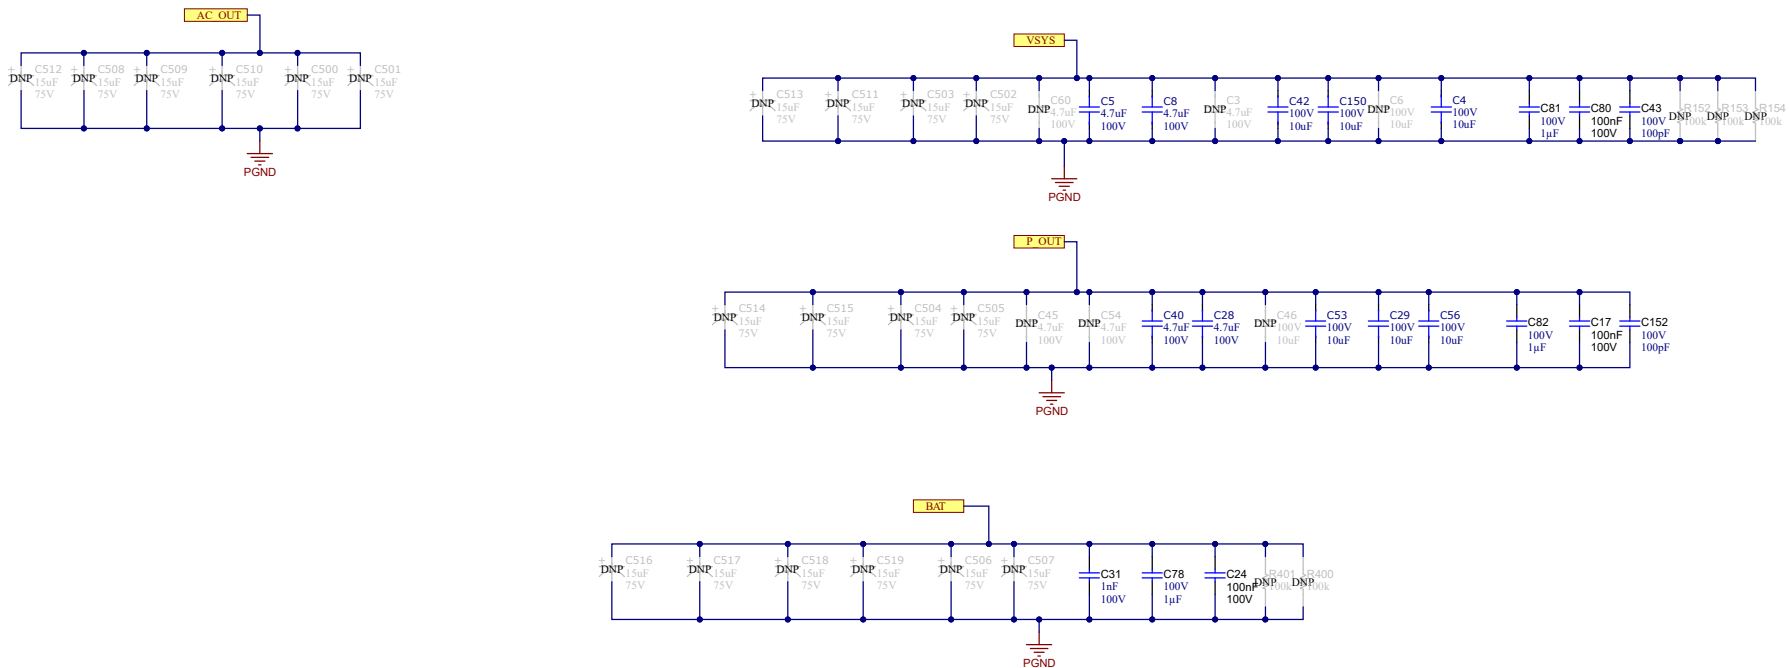 AC_OUT
DNP
C512
15uF
75V
DNP
C508
15uF
75V
DNP
C509
15uF
75V
DNP
C510
15uF
75V
DNP
C500
15uF
75V
DNP
C501
15uF
75V
PGND
VSYS
DNP
C513
15uF
75V
DNP
C511
15uF
75V
DNP
C503
15uF
75V
DNP
C502
15uF
75V
DNP
C60
4.7uF
100V
C5
4.7uF
100V
C8
4.7uF
100V
DNP
C3
4.7uF
100V
C42
100V
10uF
C150
100V
10uF
DNP
C6
100V
10uF
C4
100V
10uF
C81
100V
1µF
C80
100nF
100V
C43
100V
100pF
DNP
R152
100k
DNP
R153
100k
DNP
R154
100k
PGND
P_OUT
DNP
C514
15uF
75V
DNP
C515
15uF
75V
DNP
C504
15uF
75V
DNP
C505
15uF
75V
DNP
C45
4.7uF
100V
DNP
C54
4.7uF
100V
C40
4.7uF
100V
C28
4.7uF
100V
DNP
C46
100V
10uF
C53
100V
10uF
C29
100V
10uF
C56
100V
10uF
C82
100V
1µF
C17
100nF
100V
C152
100V
100pF
PGND
BAT
DNP
C516
15uF
75V
DNP
C517
15uF
75V
DNP
C518
15uF
75V
DNP
C519
15uF
75V
DNP
C506
15uF
75V
DNP
C507
15uF
75V
C31
1nF
100V
C78
100V
1µF
C24
100nF
100V
DNP
R401
100k
DNP
R400
100k
PGND